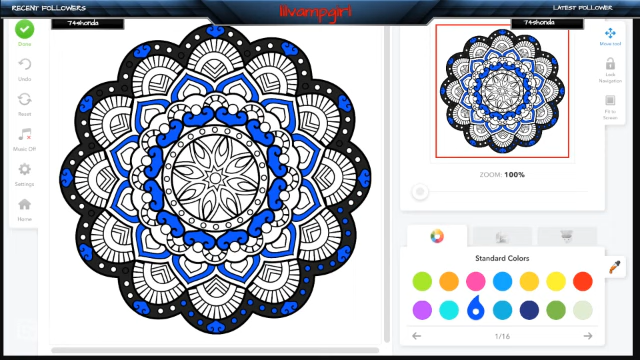 RECENT FOLLOWERS
lilvampgirl
LATEST FOLLOWER
74shonda
74shonda
Done
Undo
Reset
Music Off
Settings
Home
Move tool
Lock
Navigation
Fit to
Screen
ZOOM: 100%
Standard Colors
1/16